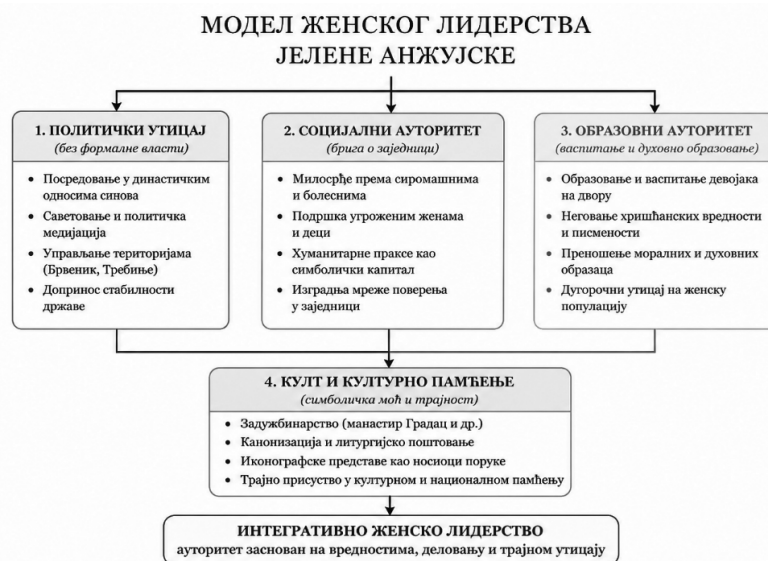 МОДЕЛ ЖЕНСКОГ ЛИДЕРСТВА
ЈЕЛЕНЕ АНЖУЈСКЕ
1. ПОЛИТИЧКИ УТИЦАЈ
(без формалне власти)
• Посредовање у династичким
односима синова
• Саветовање и политичка
медијација
• Управљање територијама
(Брвеник, Требиње)
• Допринос стабилности
државе
2. СОЦИЈАЛНИ АУТОРИТЕТ
(брига о заједници)
• Милосрђе према сиромашнима
и болеснима
• Подршка угроженим женама
и деци
• Хуманитарне праксе као
симболички капитал
• Изградња мреже поверења
у заједници
3. ОБРАЗОВНИ АУТОРИТЕТ
(васпитање и духовно образовање)
• Образовање и васпитање девојака
на двору
• Неговање хришћанских вредности
и писмености
• Преношење моралних и духовних
образаца
• Дугорочни утицај на женску
популацију
4. КУЛТ И КУЛТУРНО ПАМЋЕЊЕ
(симболичка моћ и трајност)
• Задужбинарство (манастир Градац и др.)
• Канонизација и литургијско поштовање
• Иконографске представе као носиоци поруке
• Трајно присуство у културном и националном памћењу
ИНТЕГРАТИВНО ЖЕНСКО ЛИДЕРСТВО
ауторитет заснован на вредностима, деловању и трајном утицају